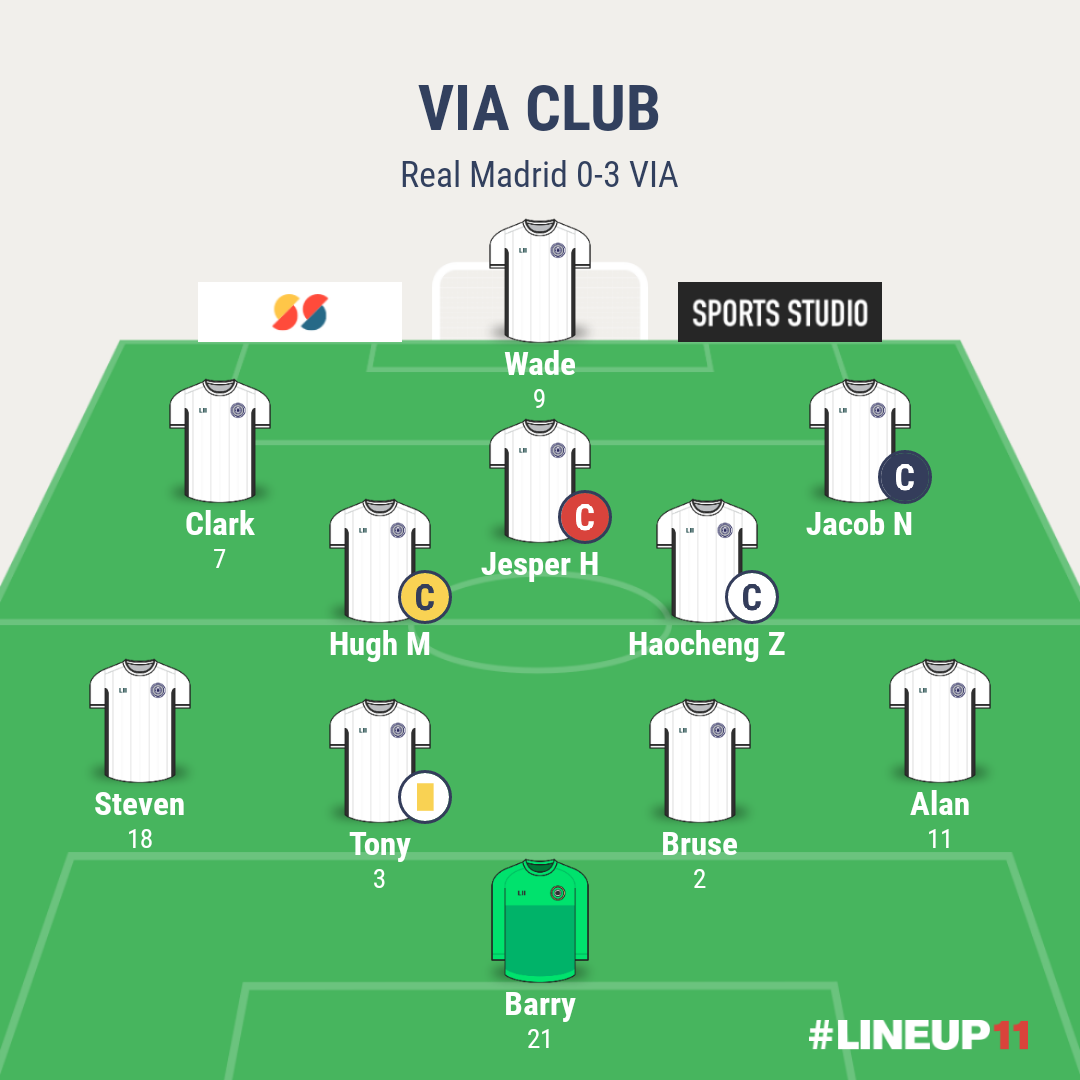 VIA CLUB
Real Madrid 0-3 VIA
SPORTS STUDIO
Wade
9
Clark
7
C
Jesper H
C
Jacob N
C
Hugh M
C
Haocheng Z
Steven
18
Tony
3
Bruse
2
Alan
11
Barry
21
#LINEUP11